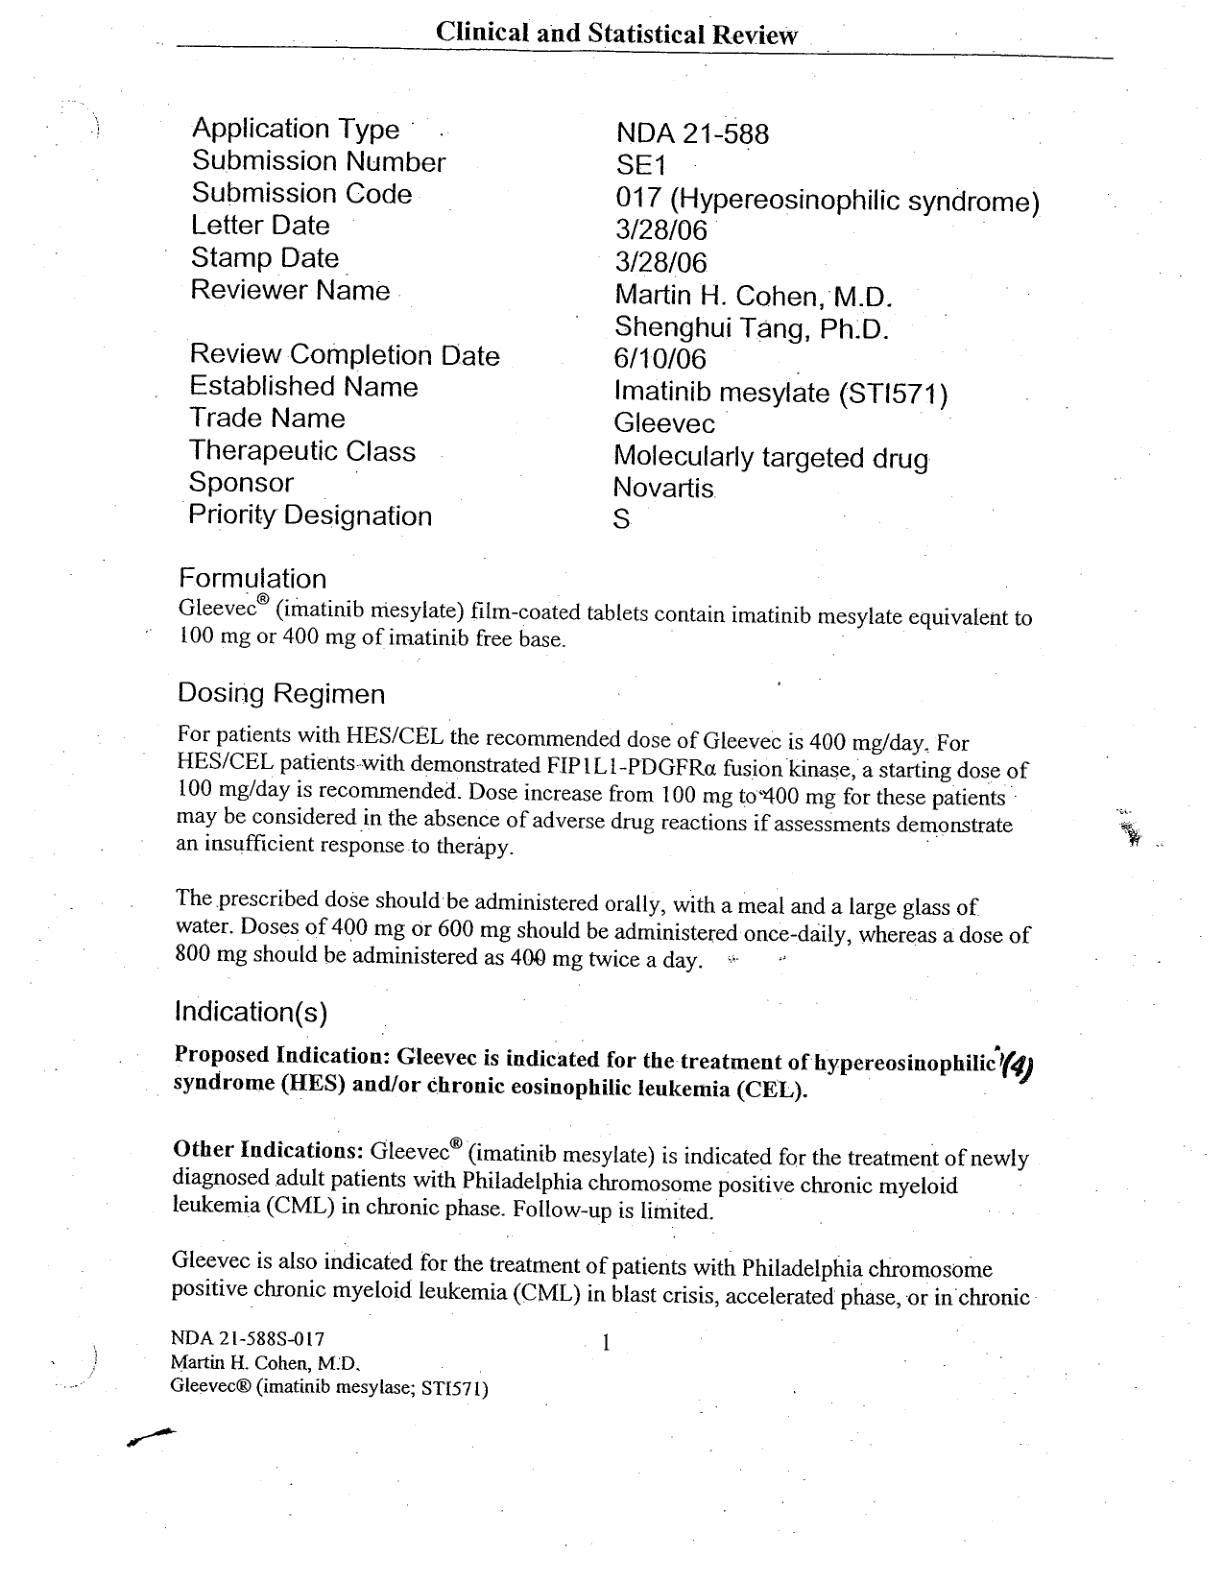 Clinical and Statistical Review
Application Type NDA 21-588
Submission Number SE1
Submission Code 017 (Hypereosinophilic syndrome)
Letter Date 3/28/06
Stamp Date 3/28/06
Reviewer Name Martin H. Cohen, M.D.
Shenghui Tang, Ph.D.
Review Completion Date 6/10/06
Established Name Imatinib mesylate (STI571)
Trade Name Gleevec
Therapeutic Class Molecularly targeted drug
Sponsor Novartis
Priority Designation S
Formulation
Gleevec® (imatinib mesylate) film-coated tablets contain imatinib mesylate equivalent to
100 mg or 400 mg of imatinib free base.
Dosing Regimen
For patients with HES/CEL the recommended dose of Gleevec is 400 mg/day. For
HES/CEL patients with demonstrated FIP1L1-PDGFRα fusion kinase, a starting dose of
100 mg/day is recommended. Dose increase from 100 mg to 400 mg for these patients
may be considered in the absence of adverse drug reactions if assessments demonstrate
an insufficient response to therapy.
The prescribed dose should be administered orally, with a meal and a large glass of
water. Doses of 400 mg or 600 mg should be administered once-daily, whereas a dose of
800 mg should be administered as 400 mg twice a day.
Indication(s)
Proposed Indication: Gleevec is indicated for the treatment of hypereosinophilic (4)
syndrome (HES) and/or chronic eosinophilic leukemia (CEL).
Other Indications: Gleevec® (imatinib mesylate) is indicated for the treatment of newly
diagnosed adult patients with Philadelphia chromosome positive chronic myeloid
leukemia (CML) in chronic phase. Follow-up is limited.
Gleevec is also indicated for the treatment of patients with Philadelphia chromosome
positive chronic myeloid leukemia (CML) in blast crisis, accelerated phase, or in chronic
NDA 21-588S-017 1
Martin H. Cohen, M.D.
Gleevec® (imatinib mesylase; STI571)